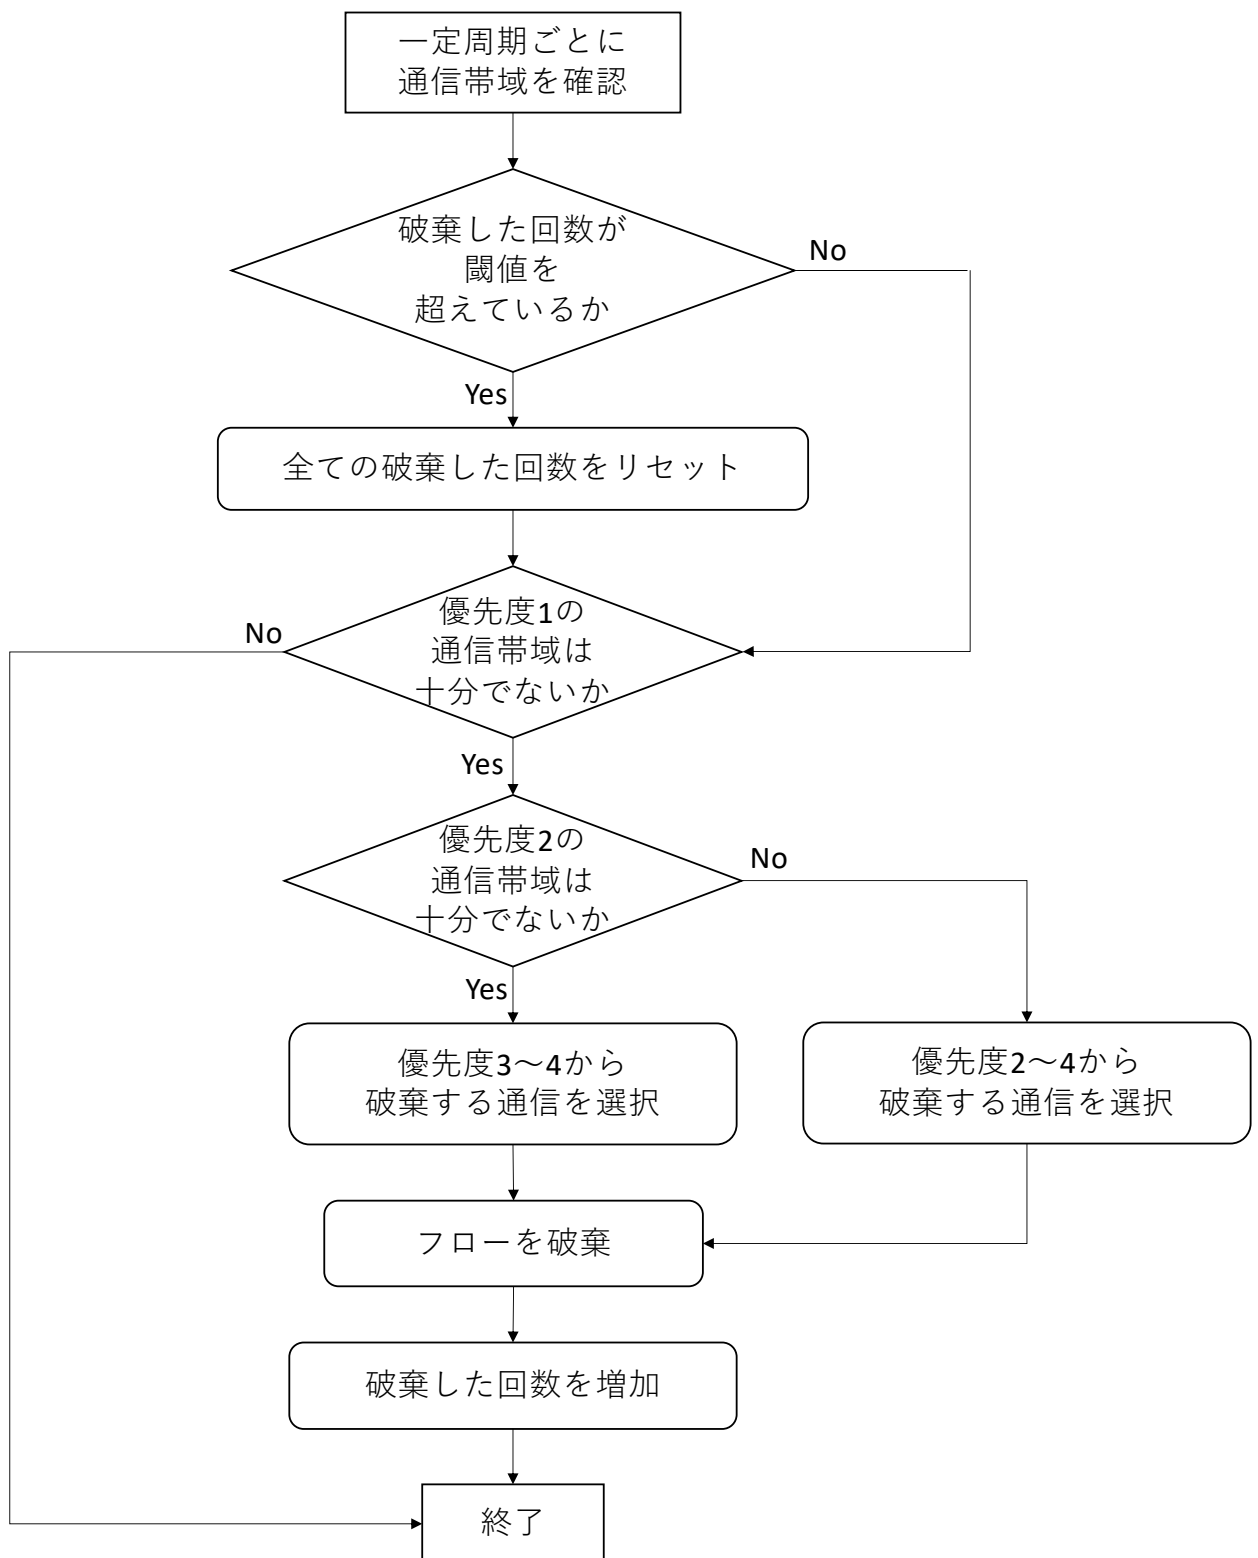 一定周期ごとに
通信帯域を確認
破棄した回数が
閾値を
超えているか
No
Yes
全ての破棄した回数をリセット
優先度1の
通信帯域は
十分でないか
No
Yes
優先度2の
通信帯域は
十分でないか
No
Yes
優先度3～4から
破棄する通信を選択
優先度2～4から
破棄する通信を選択
フローを破棄
破棄した回数を増加
終了